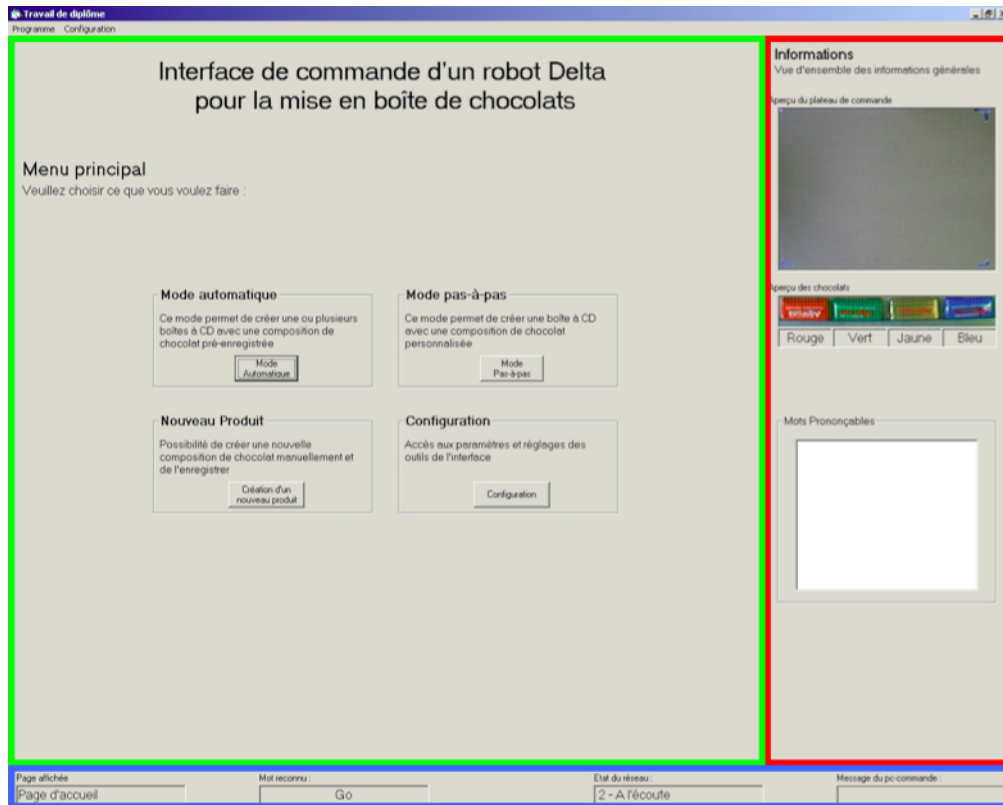 Travail de diplôme
Programme Configuration
Interface de commande d'un robot Delta
pour la mise en boîte de chocolats
Menu principal
Veuillez choisir ce que vous voulez faire :
Mode automatique
Ce mode permet de créer une ou plusieurs
boîtes à CD avec une composition de
chocolat pré-enregistrée
Mode
Automatique
Mode pas-à-pas
Ce mode permet de créer une boîte à CD
avec une composition de chocolat
personnalisée
Mode
Pas-à-pas
Nouveau Produit
Possibilité de créer une nouvelle
composition de chocolat manuellement et
de l'enregistrer
Création d'un
nouveau produit
Configuration
Accès aux paramètres et réglages des
outils de l'interface
Configuration
Informations
Vue d'ensemble des informations générales
Aperçu du plateau de commande
Aperçu des chocolats
Rouge Vert Jaune Bleu
Mots Prononçables
Page affichée
Page d'accueil
Mot reconnu :
Go
Etat du réseau :
2 - A l'écoute
Message du pc-commande :